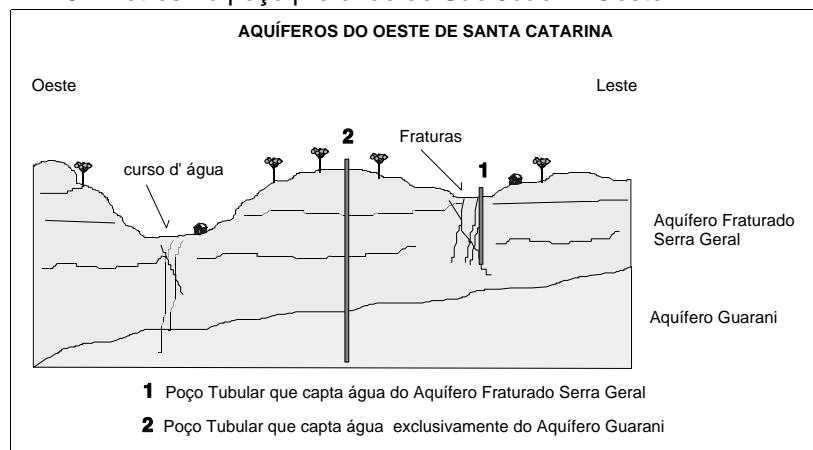 AQUÍFEROS DO OESTE DE SANTA CATARINA
Oeste
Leste
2
Fraturas
1
curso d' água
Aquífero Fraturado
Serra Geral
Aquífero Guarani
1 Poço Tubular que capta água do Aquífero Fraturado Serra Geral
2 Poço Tubular que capta água exclusivamente do Aquífero Guarani